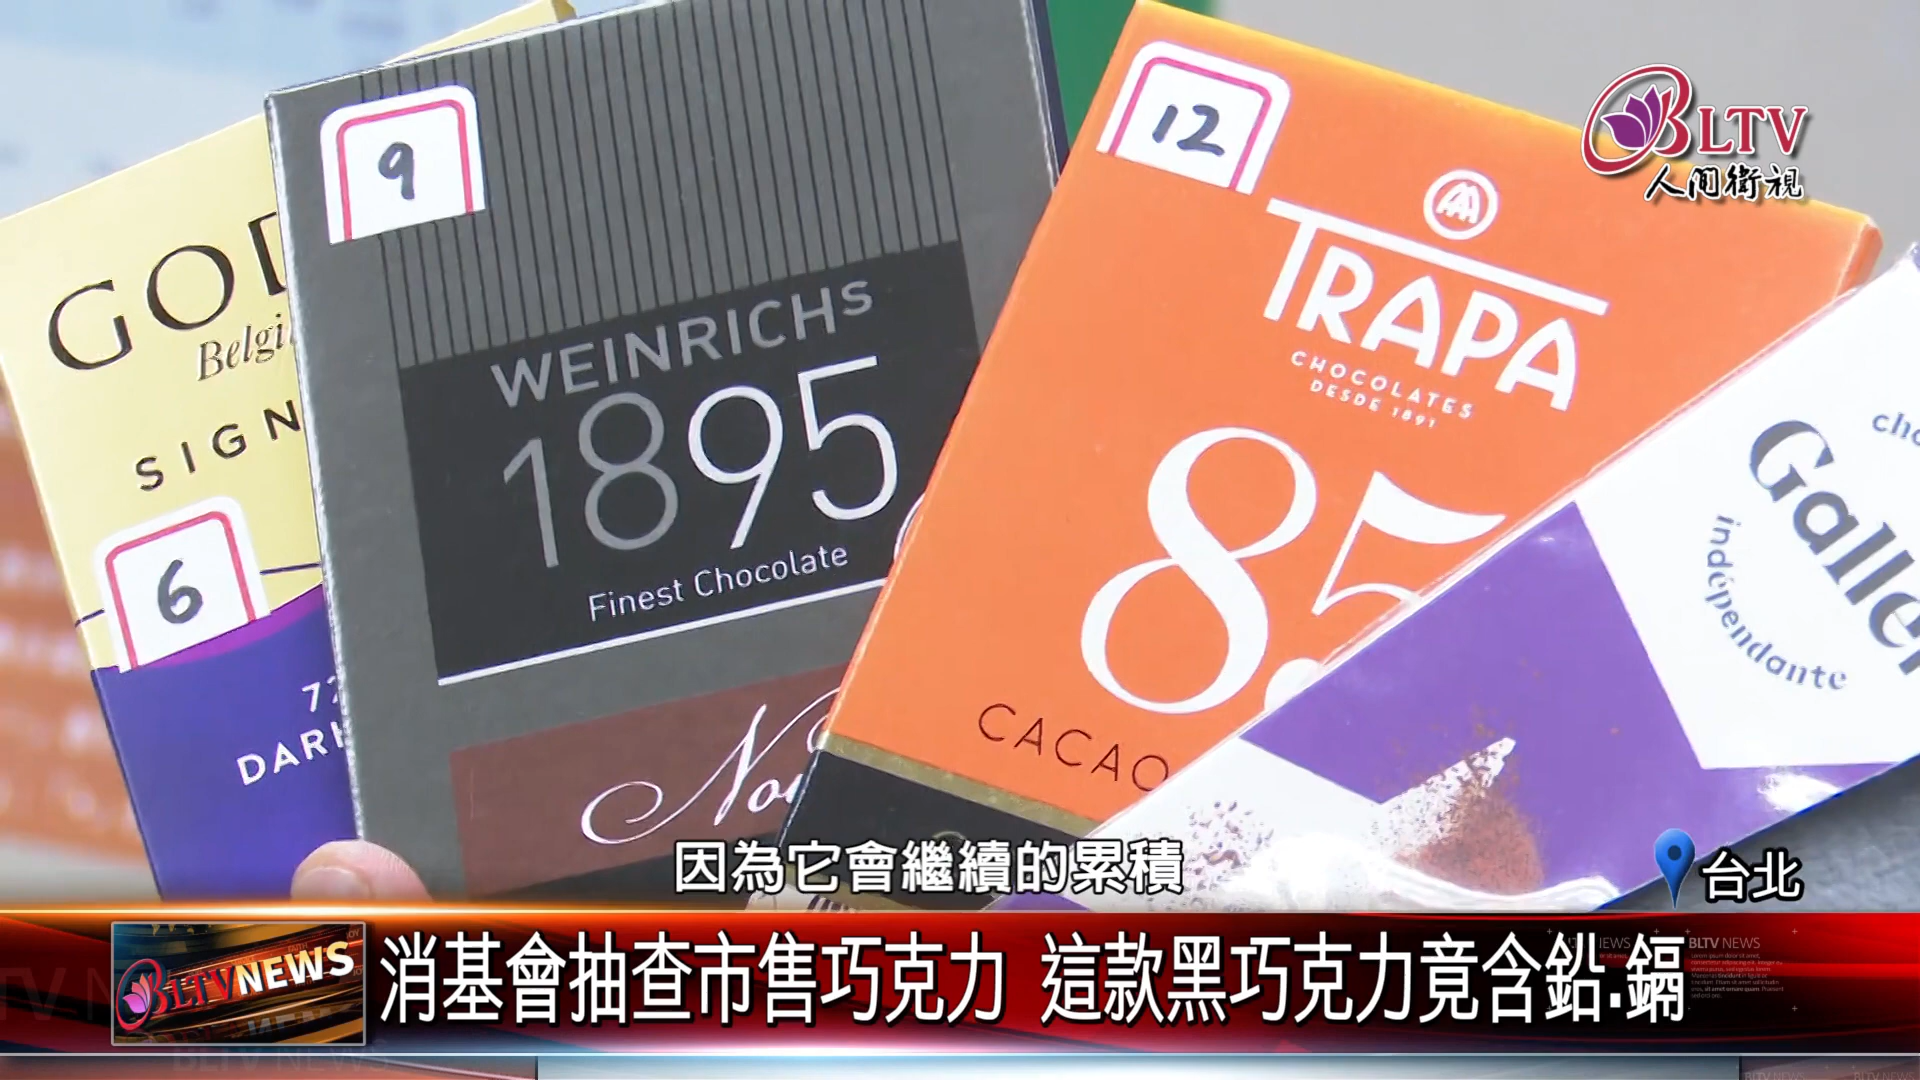 BLTV
人間衛視
GOD
Belgi
SIGN
6
DARK
9
WEINRICHS
1895
Finest Chocolate
12
TRAPA
CHOCOLATES
DESDE 1891
85
CACAO
Galler
indépendante
因為它會繼續的累積
台北
BLTVNEWS
消基會抽查市售巧克力 這款黑巧克力竟含鉛.鎘
BLTV NEWS